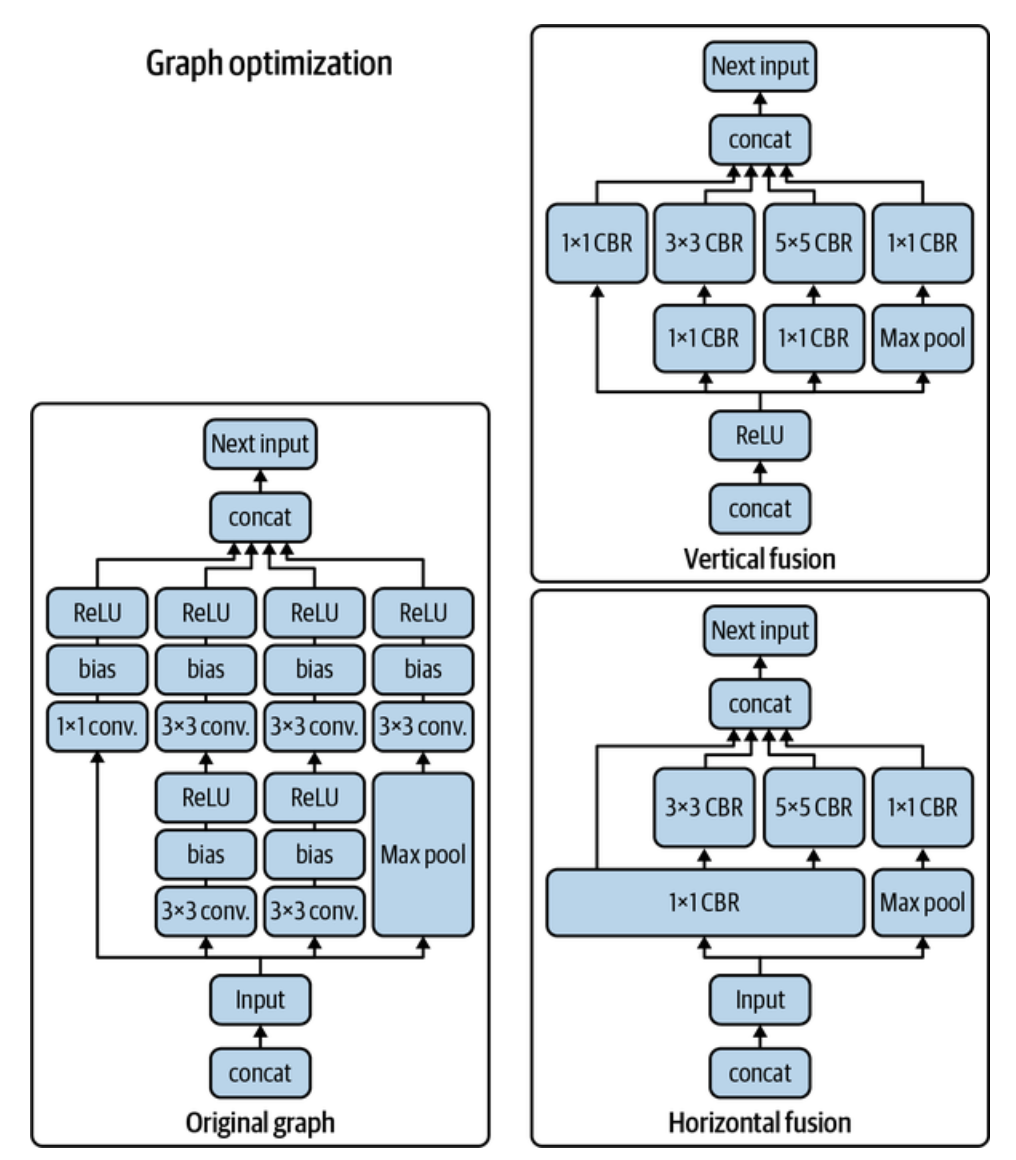 Graph optimization
Next input
concat
ReLU ReLU ReLU ReLU
bias bias bias bias
1×1 conv. 3×3 conv. 3×3 conv. 3×3 conv.
ReLU ReLU
bias bias Max pool
3×3 conv. 3×3 conv.
Input
concat
Original graph
Next input
concat
1×1 CBR 3×3 CBR 5×5 CBR 1×1 CBR
1×1 CBR 1×1 CBR Max pool
ReLU
concat
Vertical fusion
Next input
concat
3×3 CBR 5×5 CBR 1×1 CBR
1×1 CBR Max pool
Input
concat
Horizontal fusion